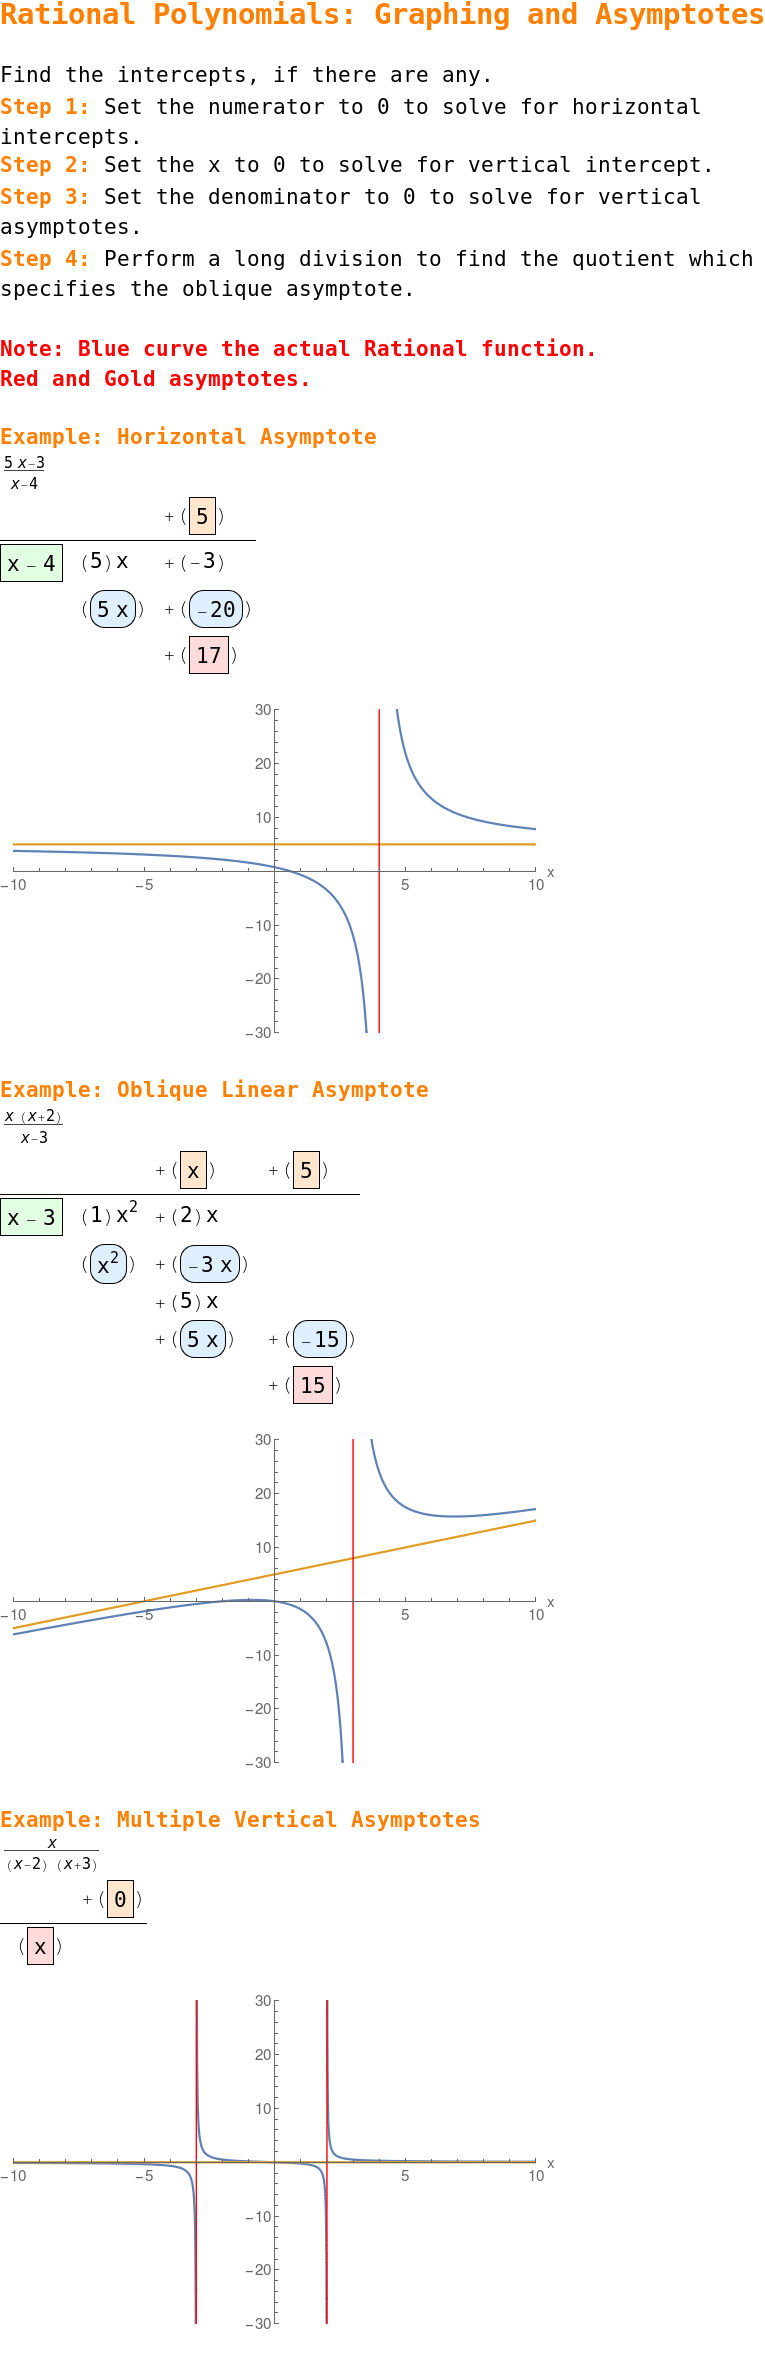 Rational Polynomials: Graphing and Asymptotes
Find the intercepts, if there are any.
Step 1: Set the numerator to 0 to solve for horizontal
intercepts.
Step 2: Set the x to 0 to solve for vertical intercept.
Step 3: Set the denominator to 0 to solve for vertical
asymptotes.
Step 4: Perform a long division to find the quotient which
specifies the oblique asymptote.
Note: Blue curve the actual Rational function.
Red and Gold asymptotes.
Example: Horizontal Asymptote
5 x−3
x−4
+ ( 5 )
x − 4 (5) x + (−3)
(5 x) + (−20)
+ (17)
30
20
10
−10 −5 5 10 x
−10
−20
−30
Example: Oblique Linear Asymptote
x (x+2)
x−3
+ ( x ) + ( 5 )
x − 3 (1) x² + (2) x
(x²) + (−3 x)
+ (5) x
+ (5 x) + (−15)
+ (15)
30
20
10
−10 −5 5 10 x
−10
−20
−30
Example: Multiple Vertical Asymptotes
x
(x−2) (x+3)
+ ( 0 )
( x )
30
20
10
−10 −5 5 10 x
−10
−20
−30